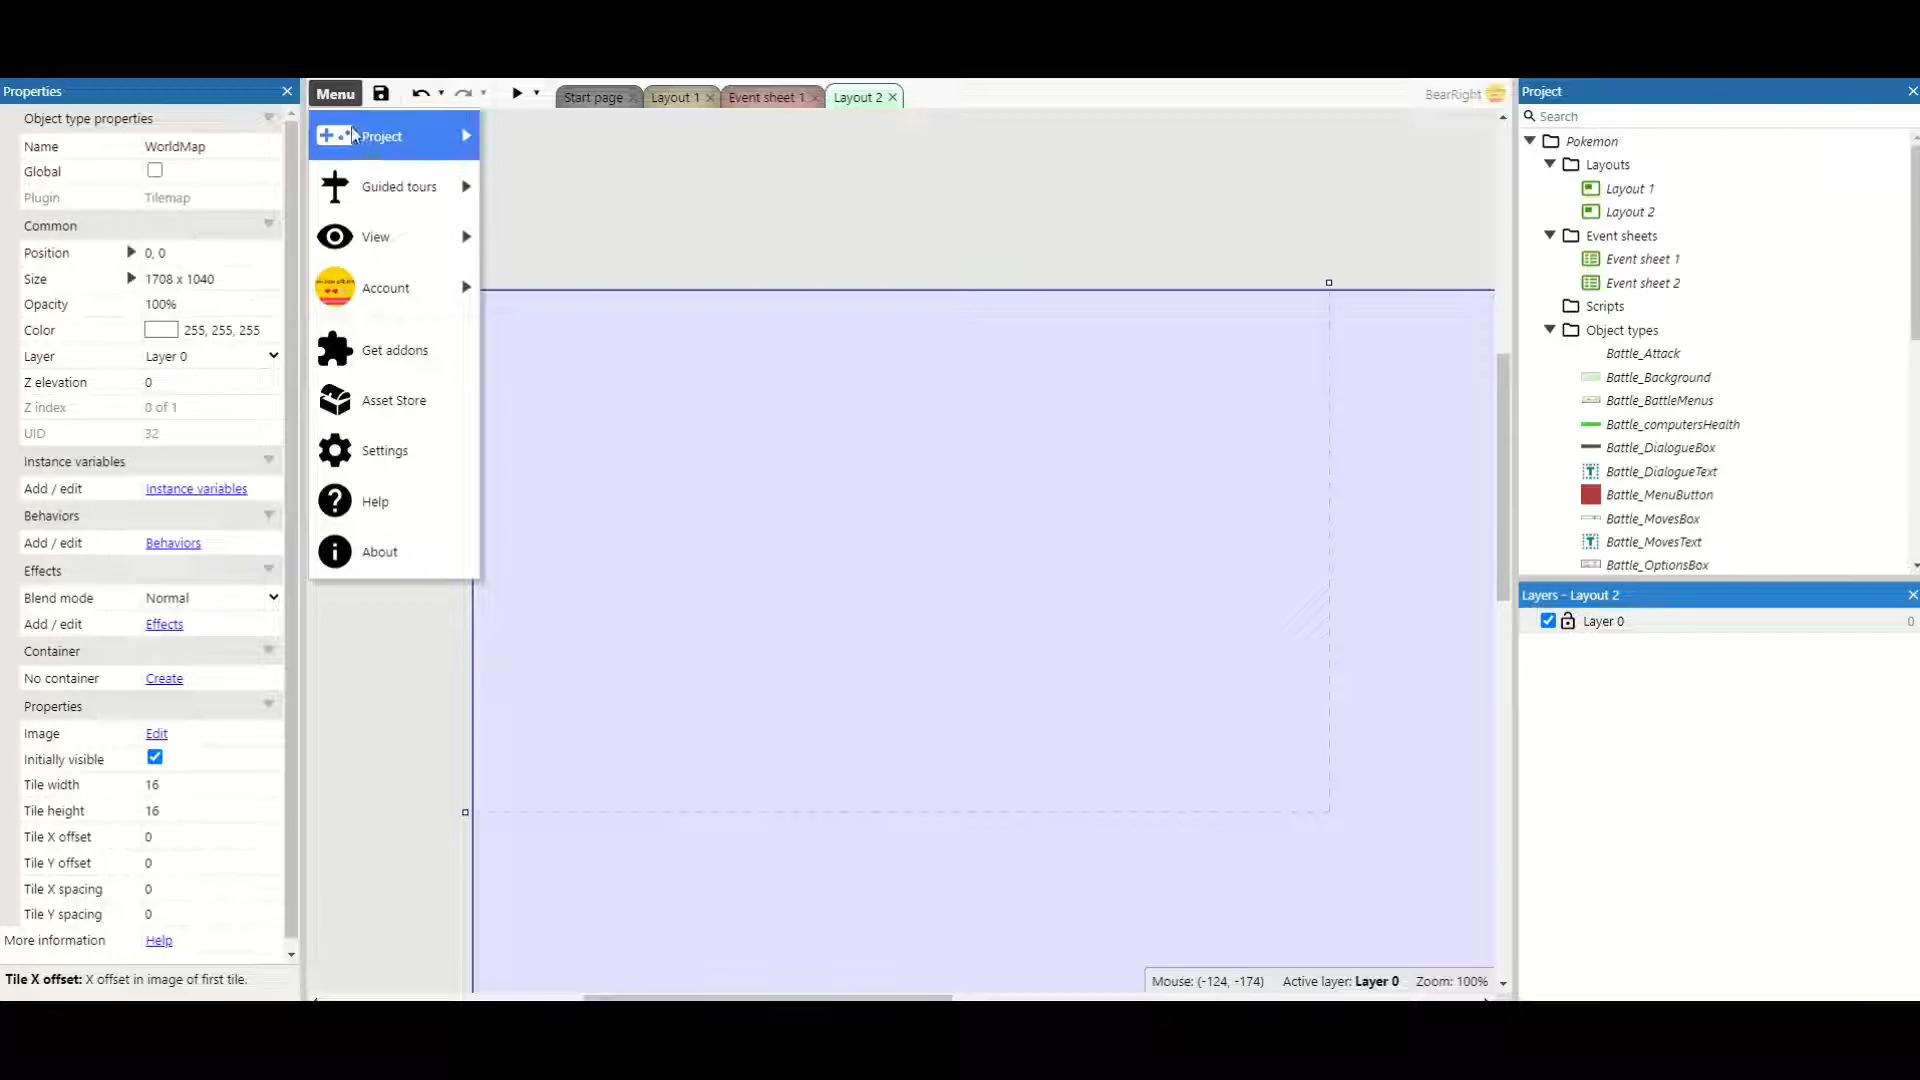 Properties
Object type properties
Name WorldMap
Global
Plugin Tilemap
Common
Position 0, 0
Size 1708 x 1040
Opacity 100%
Color 255, 255, 255
Layer Layer 0
Z elevation 0
Z index 0 of 1
UID 32
Instance variables
Add / edit Instance variables
Behaviors
Add / edit Behaviors
Effects
Blend mode Normal
Add / edit Effects
Container
No container Create
Properties
Image Edit
Initially visible
Tile width 16
Tile height 16
Tile X offset 0
Tile Y offset 0
Tile X spacing 0
Tile Y spacing 0
More information Help
Tile X offset: X offset in image of first tile.
Menu
Start page
Layout 1
Event sheet 1
Layout 2
BearRight
Project
Guided tours
View
Account
Get addons
Asset Store
Settings
Help
About
Mouse: (-124, -174) Active layer: Layer 0 Zoom: 100%
Project
Search
Pokemon
Layouts
Layout 1
Layout 2
Event sheets
Event sheet 1
Event sheet 2
Scripts
Object types
Battle_Attack
Battle_Background
Battle_BattleMenus
Battle_computersHealth
Battle_DialogueBox
Battle_DialogueText
Battle_MenuButton
Battle_MovesBox
Battle_MovesText
Battle_OptionsBox
Layers - Layout 2
Layer 0 0